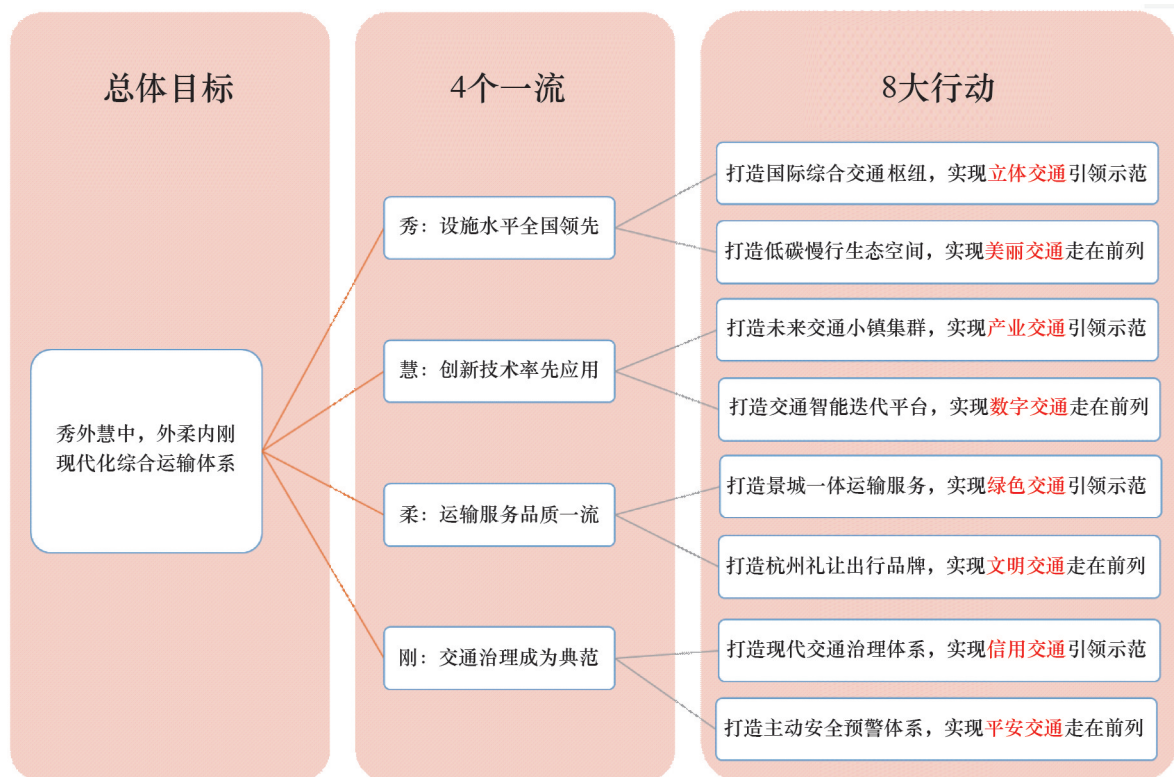 总体目标
4个一流
8大行动
秀外慧中，外柔内刚
现代化综合运输体系
秀：设施水平全国领先
慧：创新技术率先应用
柔：运输服务品质一流
刚：交通治理成为典范
打造国际综合交通枢纽，实现立体交通引领示范
打造低碳慢行生态空间，实现美丽交通走在前列
打造未来交通小镇集群，实现产业交通引领示范
打造交通智能迭代平台，实现数字交通走在前列
打造景城一体运输服务，实现绿色交通引领示范
打造杭州礼让出行品牌，实现文明交通走在前列
打造现代交通治理体系，实现信用交通引领示范
打造主动安全预警体系，实现平安交通走在前列